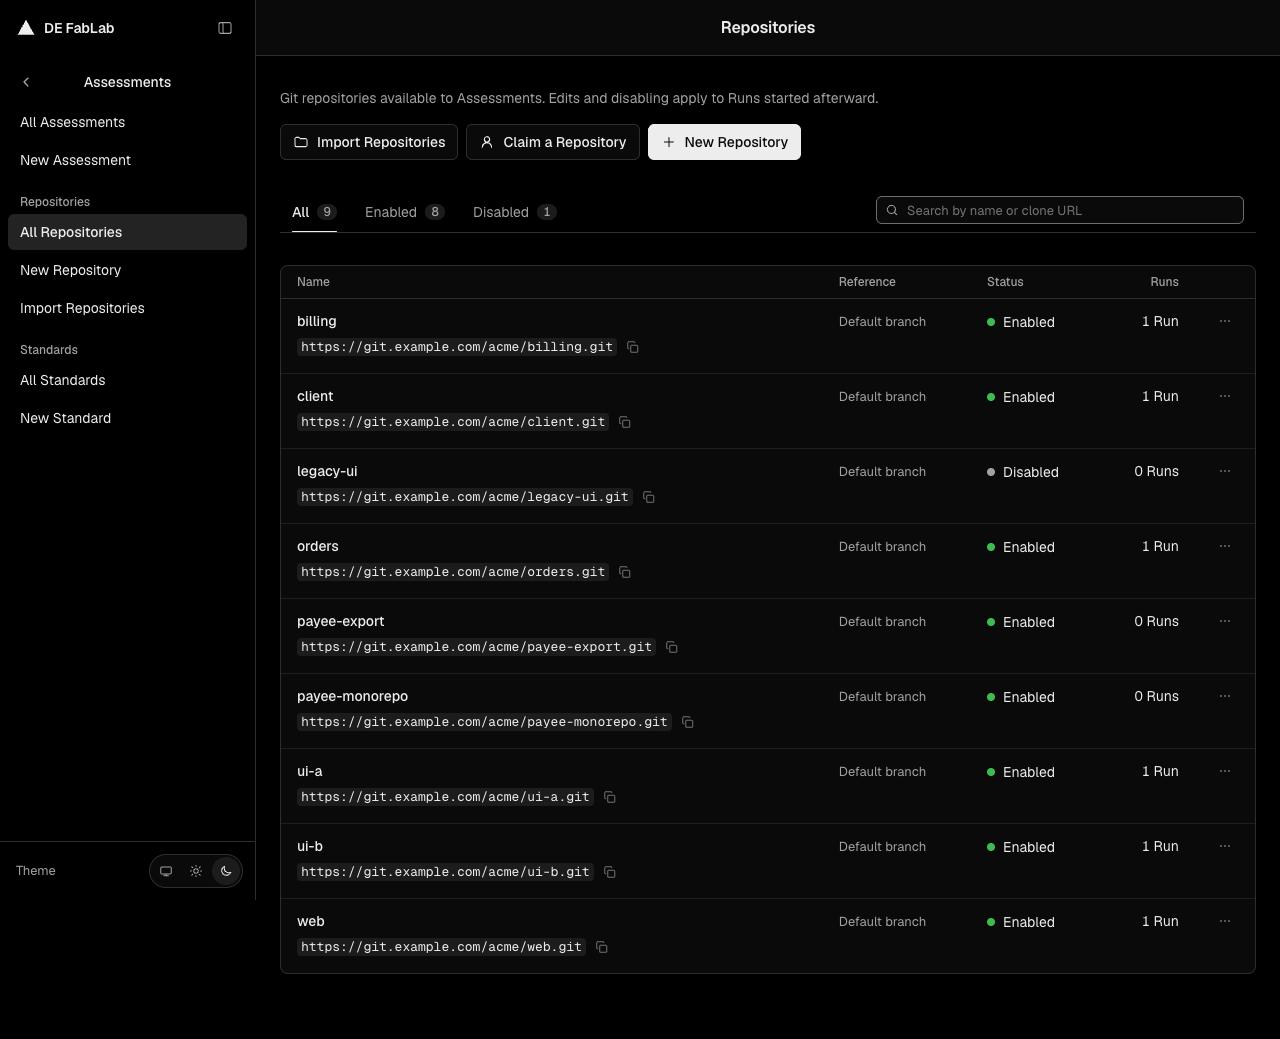 DE FabLab
Assessments
All Assessments
New Assessment
Repositories
All Repositories
New Repository
Import Repositories
Standards
All Standards
New Standard
Theme
Repositories
Git repositories available to Assessments. Edits and disabling apply to Runs started afterward.
Import Repositories Claim a Repository New Repository
All 9 Enabled 8 Disabled 1 Search by name or clone URL
Name Reference Status Runs
billing Default branch Enabled 1 Run
https://git.example.com/acme/billing.git
client Default branch Enabled 1 Run
https://git.example.com/acme/client.git
legacy-ui Default branch Disabled 0 Runs
https://git.example.com/acme/legacy-ui.git
orders Default branch Enabled 1 Run
https://git.example.com/acme/orders.git
payee-export Default branch Enabled 0 Runs
https://git.example.com/acme/payee-export.git
payee-monorepo Default branch Enabled 0 Runs
https://git.example.com/acme/payee-monorepo.git
ui-a Default branch Enabled 1 Run
https://git.example.com/acme/ui-a.git
ui-b Default branch Enabled 1 Run
https://git.example.com/acme/ui-b.git
web Default branch Enabled 1 Run
https://git.example.com/acme/web.git